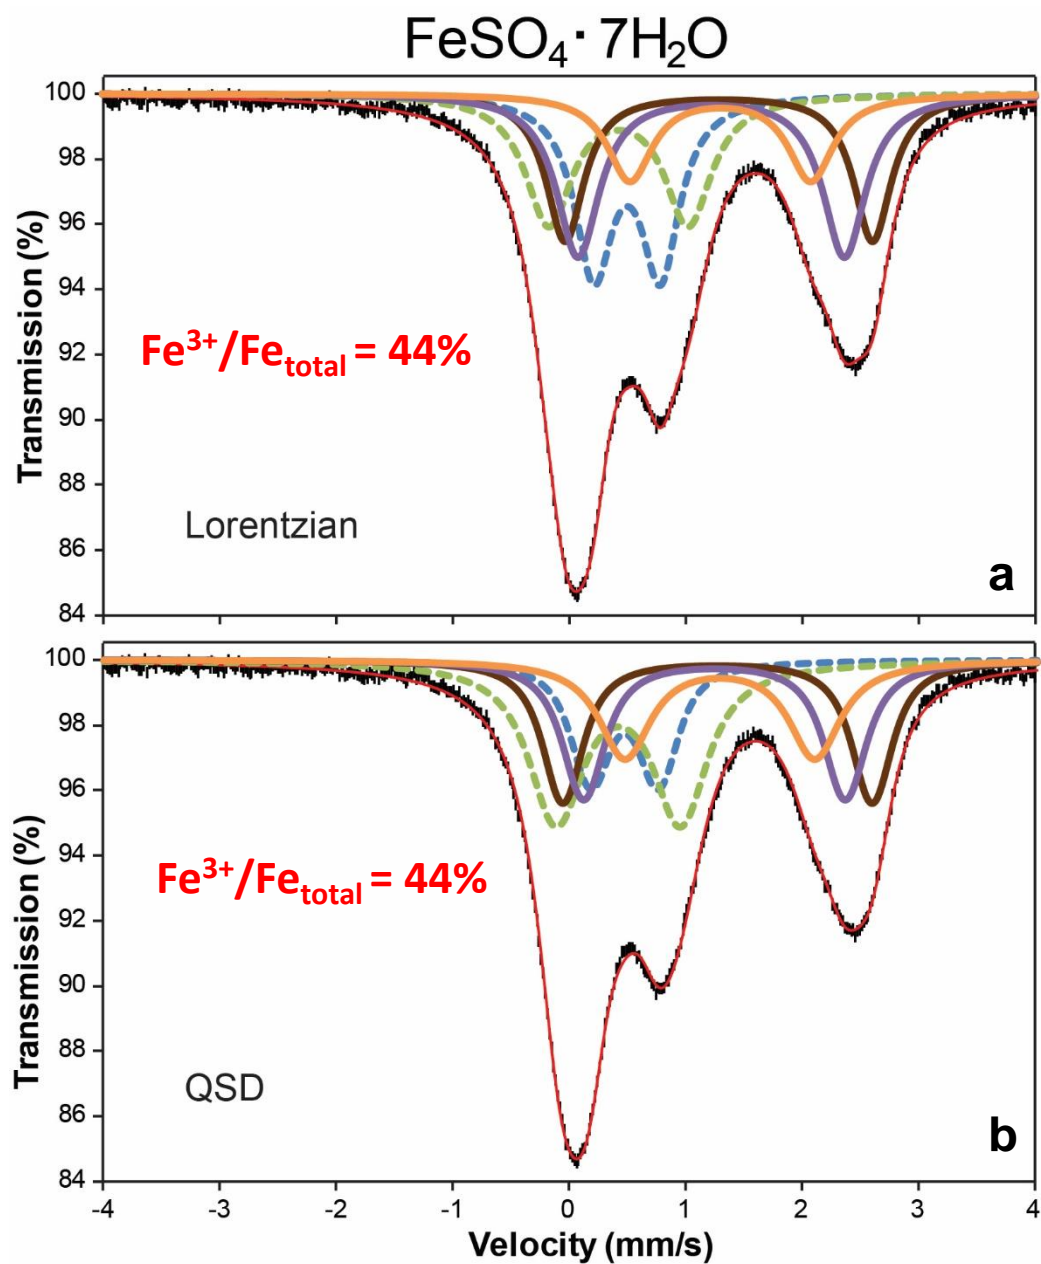 FeSO₄· 7H₂O
100
98
96
94
92
90
88
86
84
Transmission (%)
Fe³⁺/Fe_total = 44%
Lorentzian
a
100
98
96
94
92
90
88
86
84
Transmission (%)
Fe³⁺/Fe_total = 44%
QSD
b
-4 -3 -2 -1 0 1 2 3 4
Velocity (mm/s)